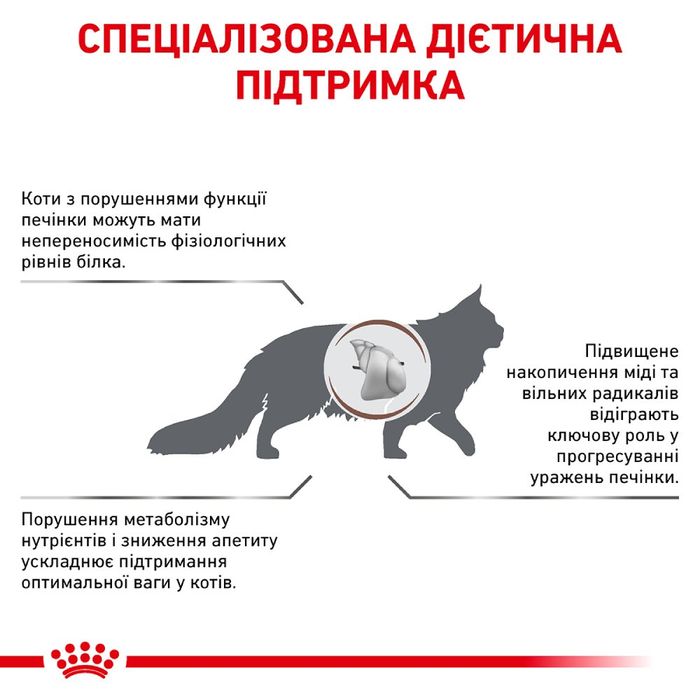 СПЕЦІАЛІЗОВАНА ДІЄТИЧНА
ПІДТРИМКА
Коти з порушеннями функції
печінки можуть мати
непереносимість фізіологічних
рівнів білка.
Підвищене
накопичення міді та
вільних радикалів
відіграють
ключову роль у
прогресуванні
уражень печінки.
Порушення метаболізму
нутрієнтів і зниження апетиту
ускладнює підтримання
оптимальної ваги у котів.